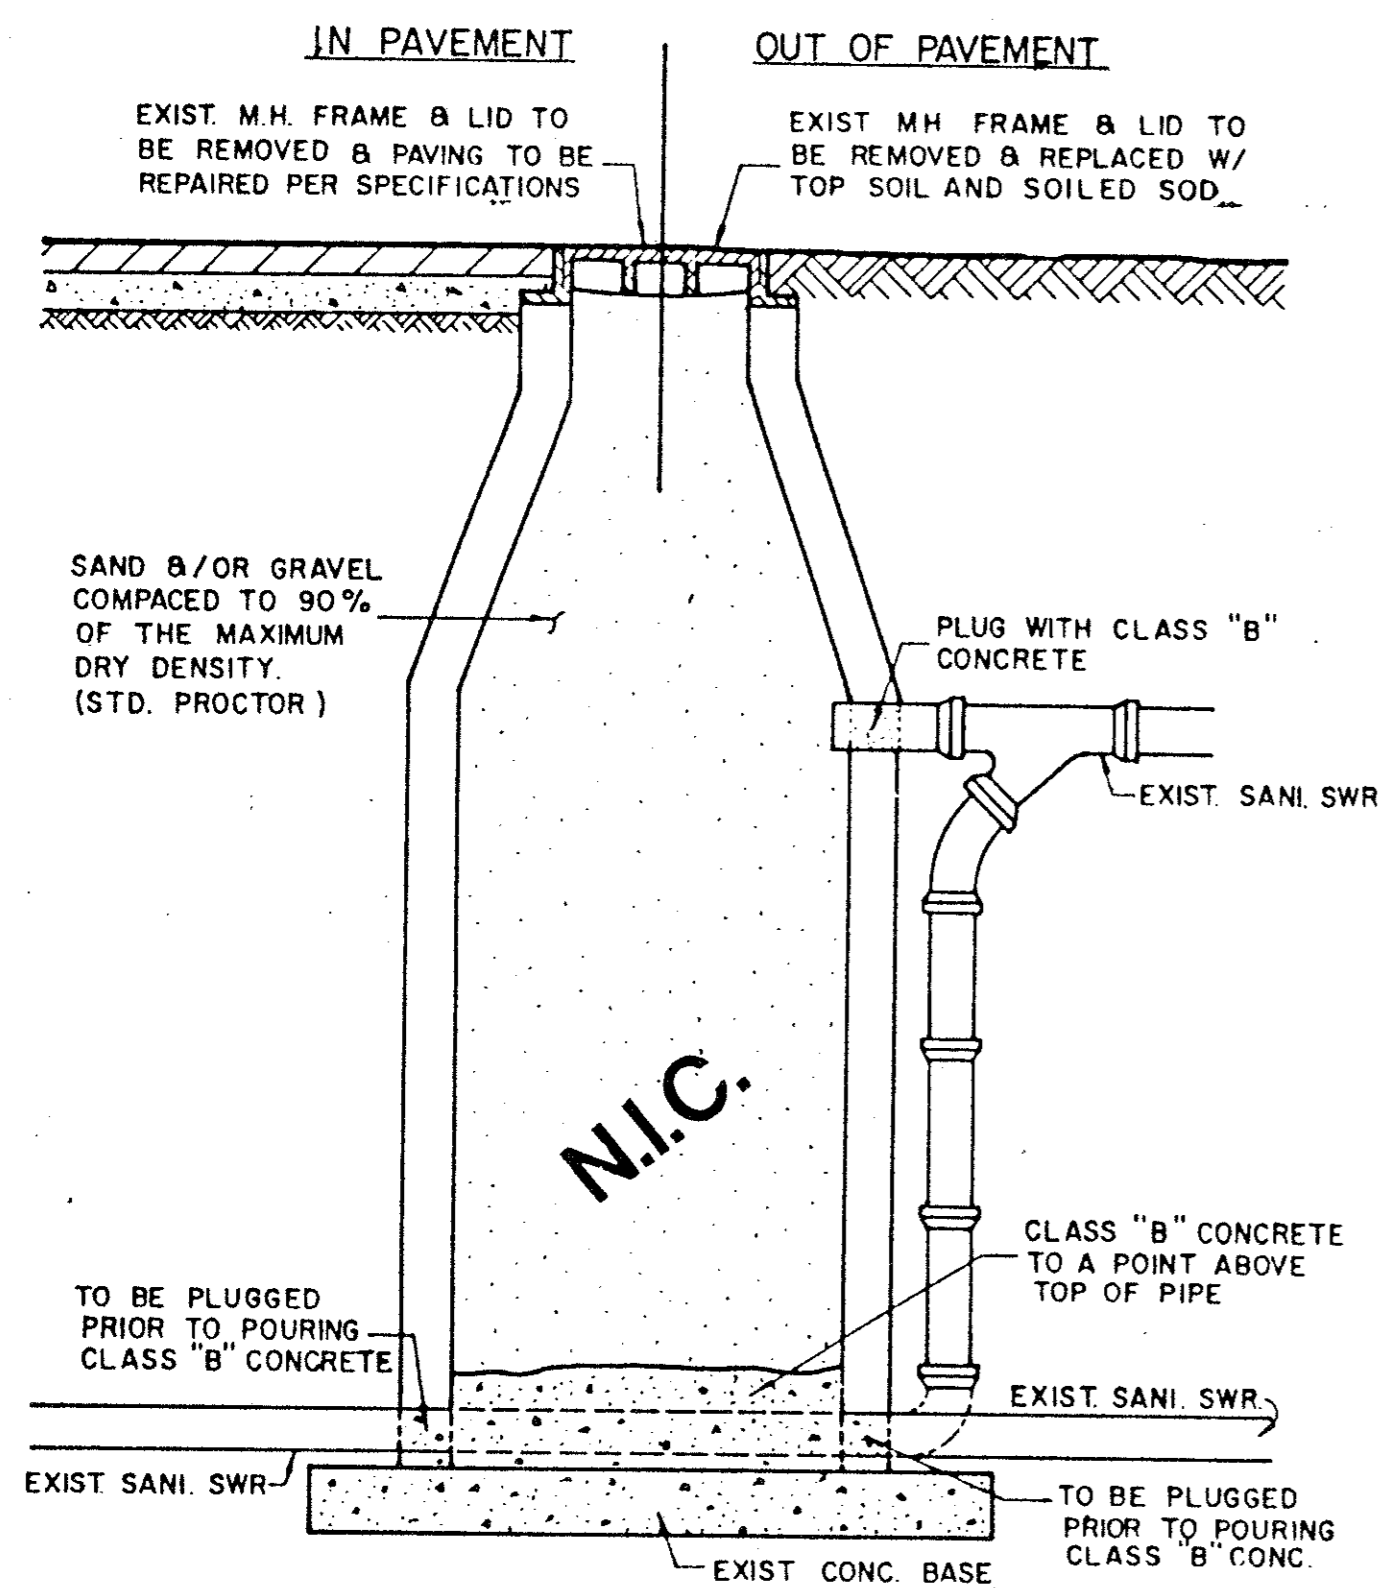 IN PAVEMENT
OUT OF PAVEMENT
EXIST. M.H. FRAME & LID TO
BE REMOVED & PAVING TO BE
REPAIRED PER SPECIFICATIONS
EXIST MH FRAME & LID TO
BE REMOVED & REPLACED W/
TOP SOIL AND SOILED SOD
SAND &/OR GRAVEL
COMPACED TO 90%
OF THE MAXIMUM
DRY DENSITY.
(STD. PROCTOR)
PLUG WITH CLASS "B"
CONCRETE
EXIST. SANI. SWR
N.I.C.
CLASS "B" CONCRETE
TO A POINT ABOVE
TOP OF PIPE
TO BE PLUGGED
PRIOR TO POURING
CLASS "B" CONCRETE
EXIST. SANI. SWR.
EXIST. SANI. SWR
TO BE PLUGGED
PRIOR TO POURING
CLASS "B" CONC.
EXIST CONC. BASE